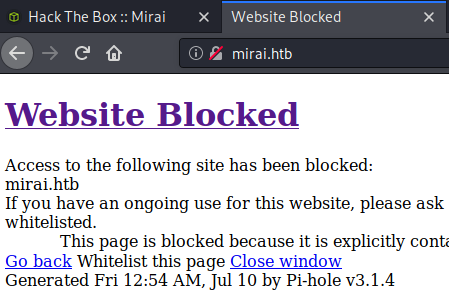 Hack The Box :: Mirai
Website Blocked
mirai.htb
Website Blocked
Access to the following site has been blocked:
mirai.htb
If you have an ongoing use for this website, please ask
whitelisted.
This page is blocked because it is explicitly conta
Go back Whitelist this page Close window
Generated Fri 12:54 AM, Jul 10 by Pi-hole v3.1.4